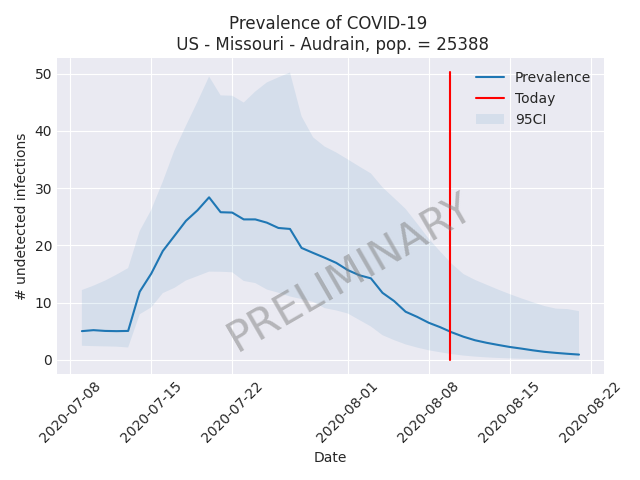 Prevalence of COVID-19
US - Missouri - Audrain, pop. = 25388
50
40
30
20
10
0
# undetected infections
Prevalence
Today
95CI
PRELIMINARY
2020-07-08
2020-07-15
2020-07-22
2020-08-01
2020-08-08
2020-08-15
2020-08-22
Date